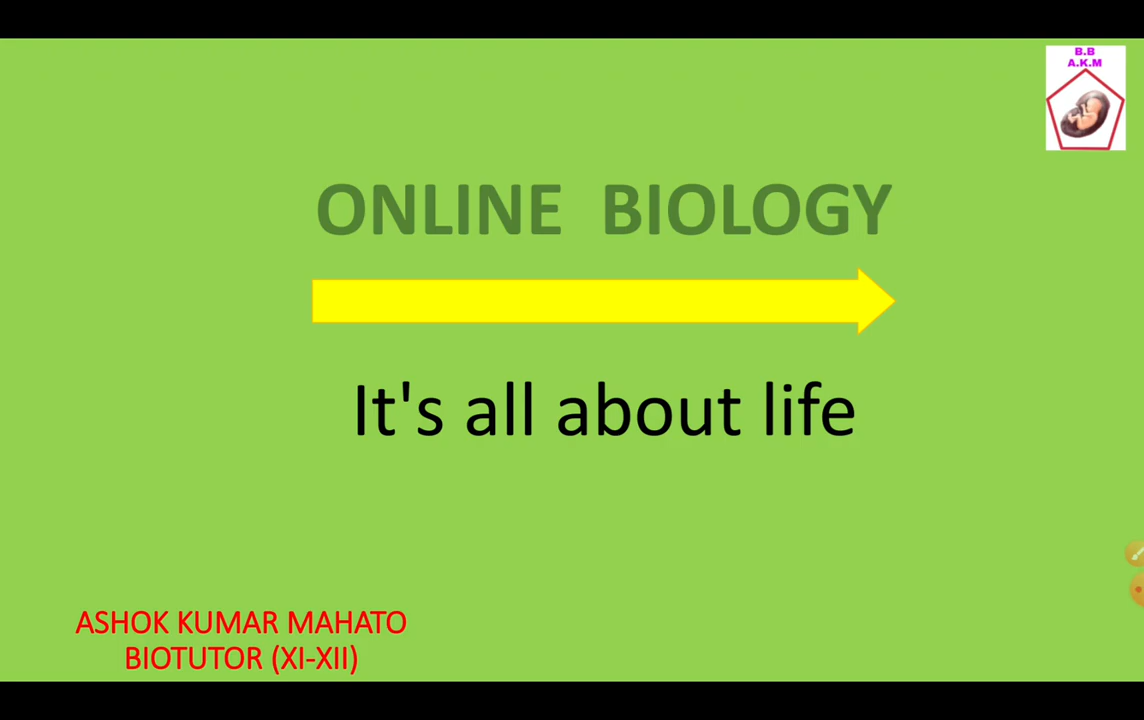 B.B
A.K.M
ONLINE BIOLOGY
It's all about life
ASHOK KUMAR MAHATO
BIOTUTOR (XI-XII)